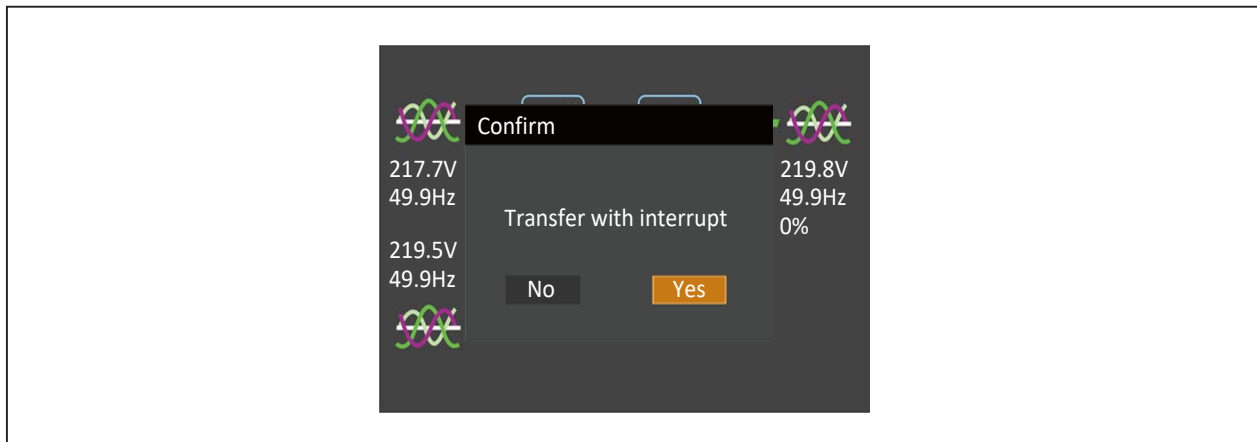 Confirm
217.7V
49.9Hz
219.5V
49.9Hz
Transfer with interrupt
No
Yes
219.8V
49.9Hz
0%